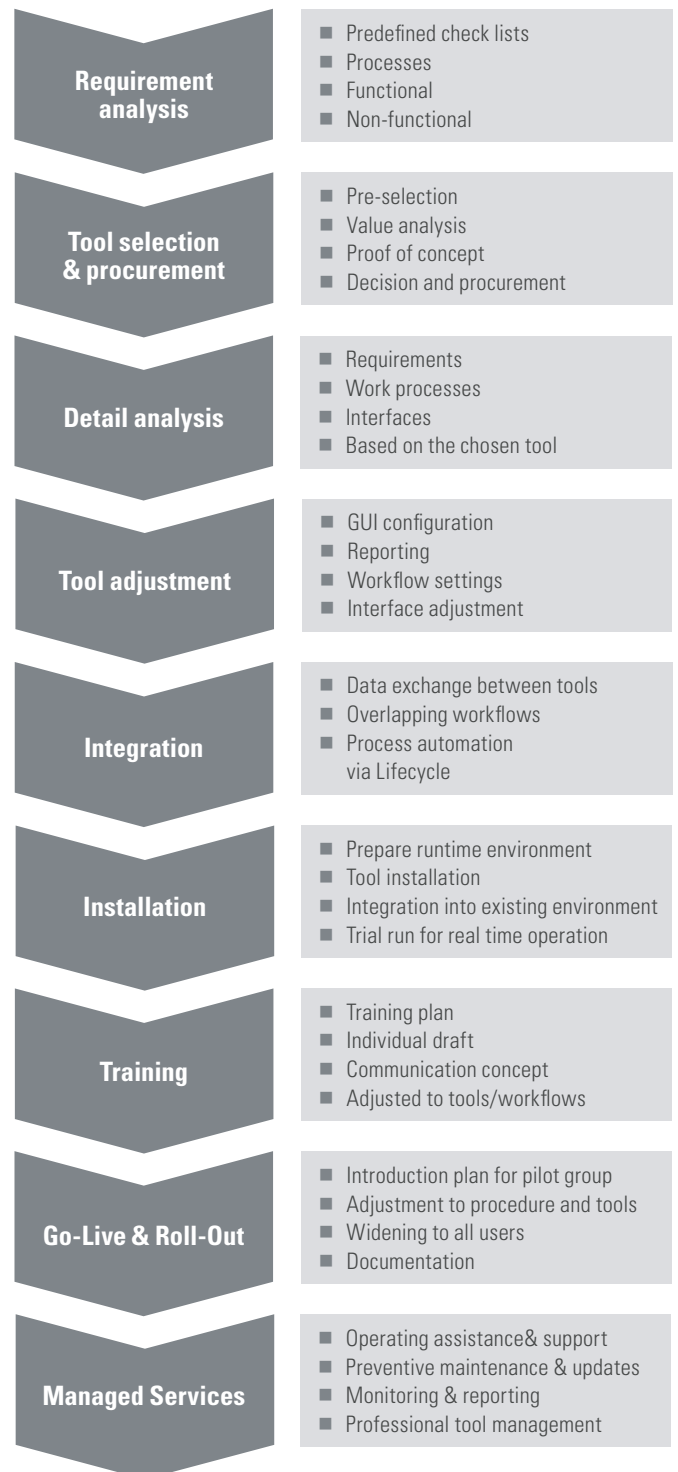 Requirement
analysis
■ Predefined check lists
■ Processes
■ Functional
■ Non-functional
Tool selection
& procurement
■ Pre-selection
■ Value analysis
■ Proof of concept
■ Decision and procurement
Detail analysis
■ Requirements
■ Work processes
■ Interfaces
■ Based on the chosen tool
Tool adjustment
■ GUI configuration
■ Reporting
■ Workflow settings
■ Interface adjustment
Integration
■ Data exchange between tools
■ Overlapping workflows
■ Process automation
via Lifecycle
Installation
■ Prepare runtime environment
■ Tool installation
■ Integration into existing environment
■ Trial run for real time operation
Training
■ Training plan
■ Individual draft
■ Communication concept
■ Adjusted to tools/workflows
Go-Live & Roll-Out
■ Introduction plan for pilot group
■ Adjustment to procedure and tools
■ Widening to all users
■ Documentation
Managed Services
■ Operating assistance& support
■ Preventive maintenance & updates
■ Monitoring & reporting
■ Professional tool management